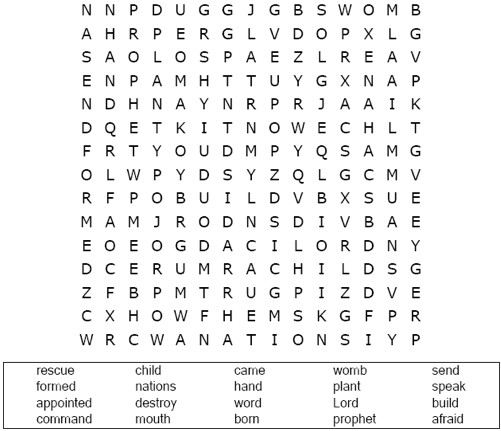 N N P D U G G J G B S W O M B
A H R P E R G L V D O P X L G
S A O L O S P A E Z L R E A V
E N P A M H T T U Y G X N A P
N D H N A Y N R P R J A A I K
D Q E T K I T N O W E C H L T
F R T Y O U D M P Y Q S A M G
O L W P Y D S Y Z Q L G C M V
R F P O B U I L D V B X S U E
M A M J R O D N S D I V B A E
E O E O G D A C I L O R D N Y
D C E R U M R A C H I L D S G
Z F B P M T R U G P I Z D V E
C X H O W F H E M S K G F P R
W R C W A N A T I O N S I Y P
rescue child came womb send
formed nations hand plant speak
appointed destroy word Lord build
command mouth born prophet afraid